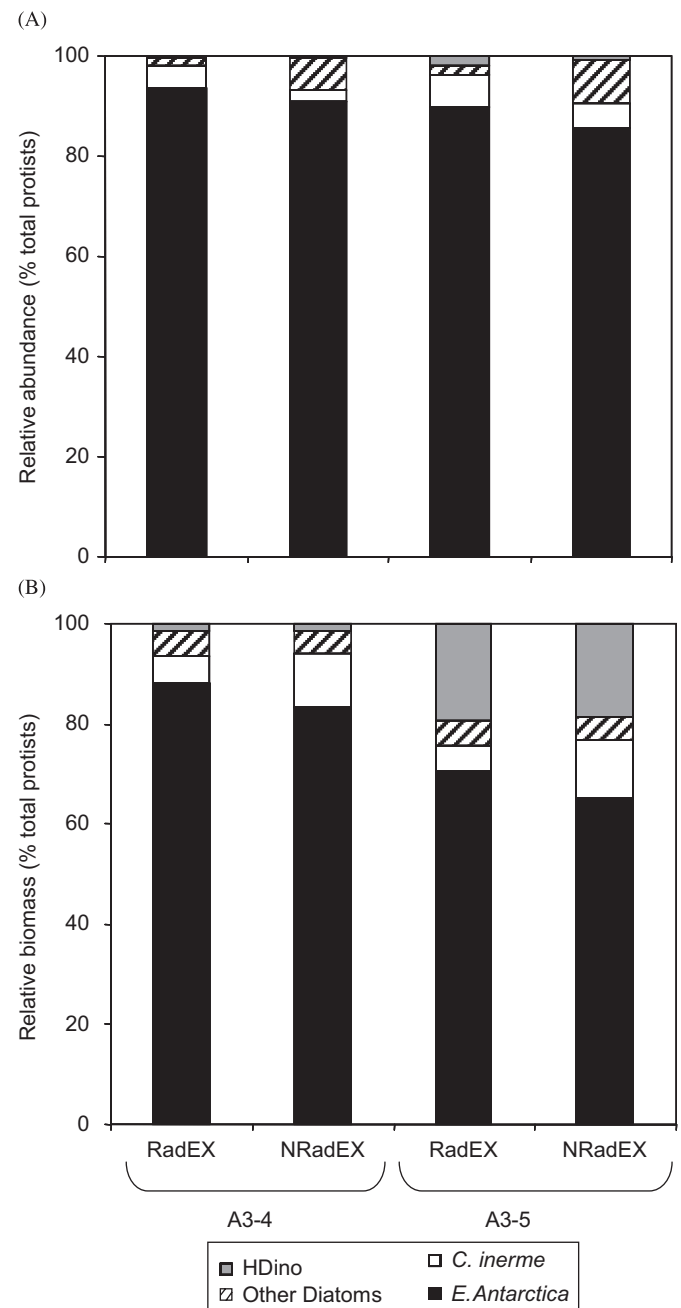 (A)
100
80
60
40
20
0
Relative abundance (% total protists)
(B)
100
80
60
40
20
0
Relative biomass (% total protists)
RadEX NRadEX RadEX NRadEX
A3-4 A3-5
HDino C. inerme
Other Diatoms E.Antarctica